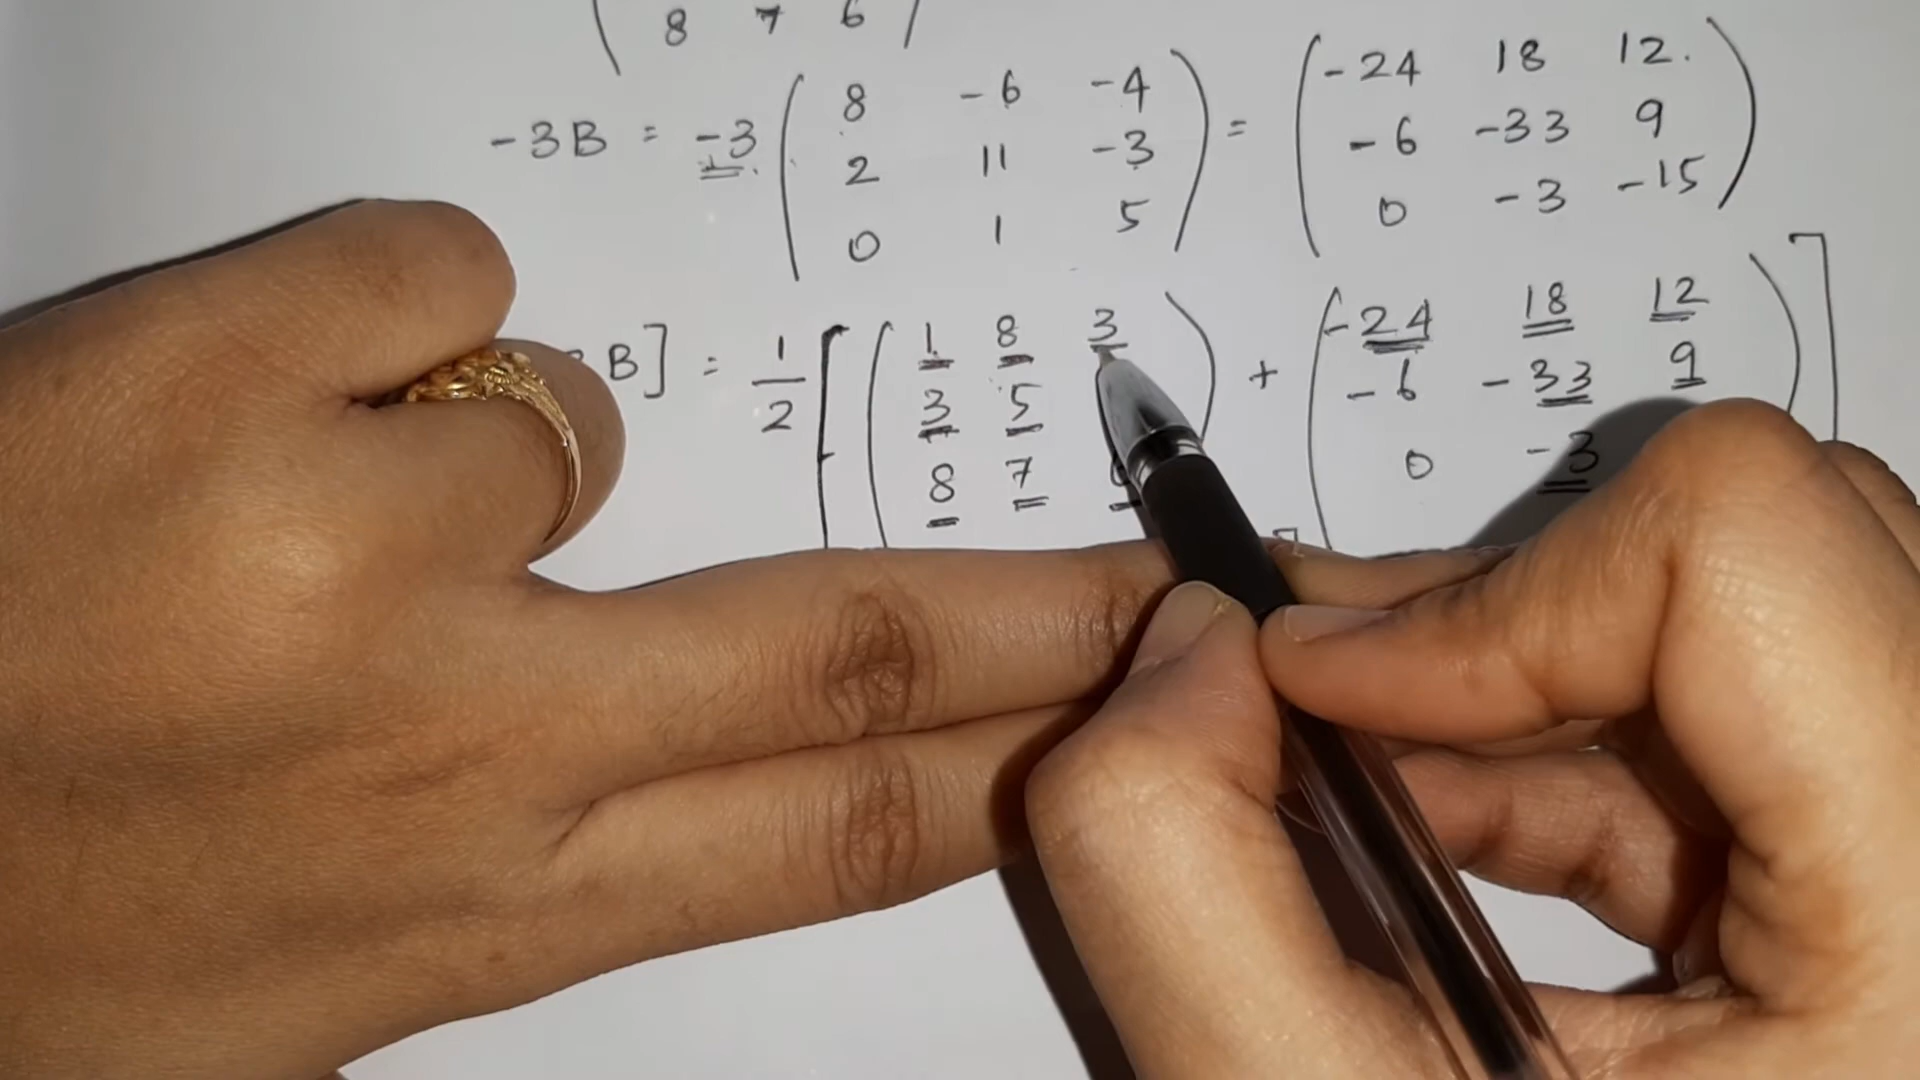 8 7 6
-3B = -3 ( 8 -6 -4 ) = ( -24 18 12. )
2 11 -3 -6 -33 9
0 1 5 0 -3 -15
B] = 1/2 [ ( 1 8 3 ) + ( -24 18 12 ) ]
3 5 -6 -33 9
8 7 0 -3